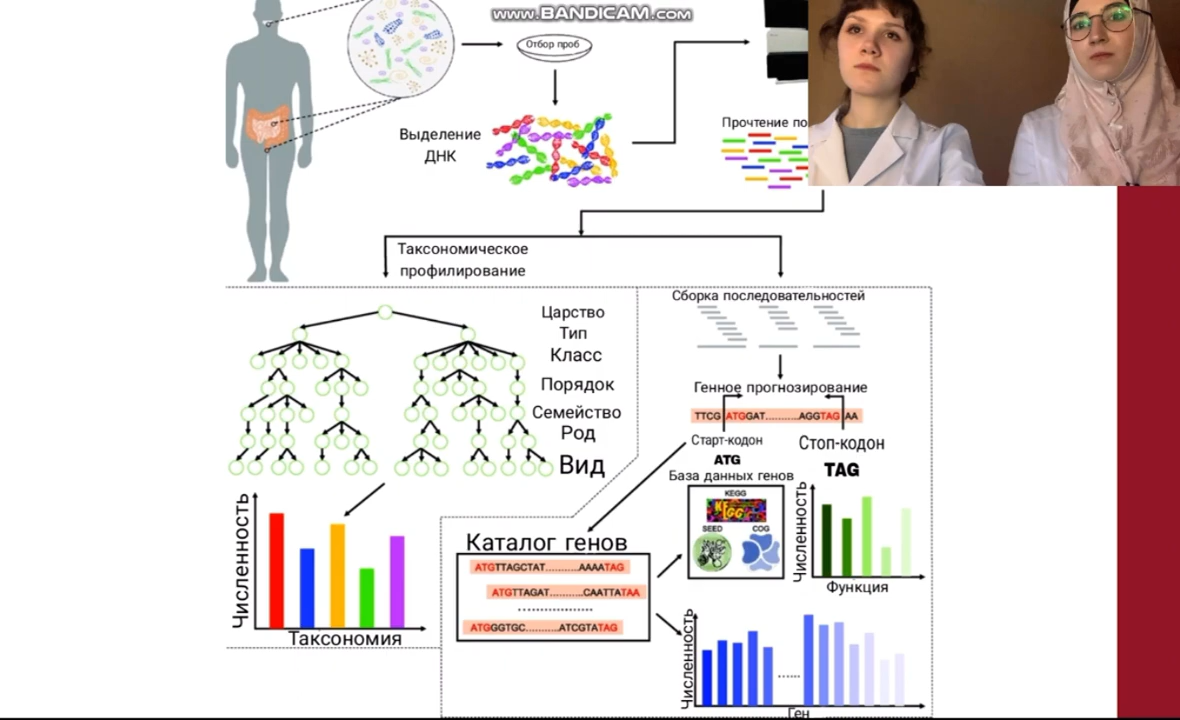 www.BANDICAM.com
Отбор проб
Выделение
ДНК
Прочтение
Таксономическое
профилирование
Царство
Тип
Класс
Порядок
Семейство
Род
Вид
Численность
Таксономия
Сборка последовательностей
Генное прогнозирование
TTCG ATGGAT...........AGGTAG AA
Старт-кодон
ATG
Стоп-кодон
TAG
База данных генов
KEGG
KEGG
SEED
COG
Численность
Функция
Каталог генов
ATGTTAGCTAT...........AAAATAG
ATGTTAGAT...........CAATTATAA
ATGGGTGC...........ATCGTATAG
Численность
Ген